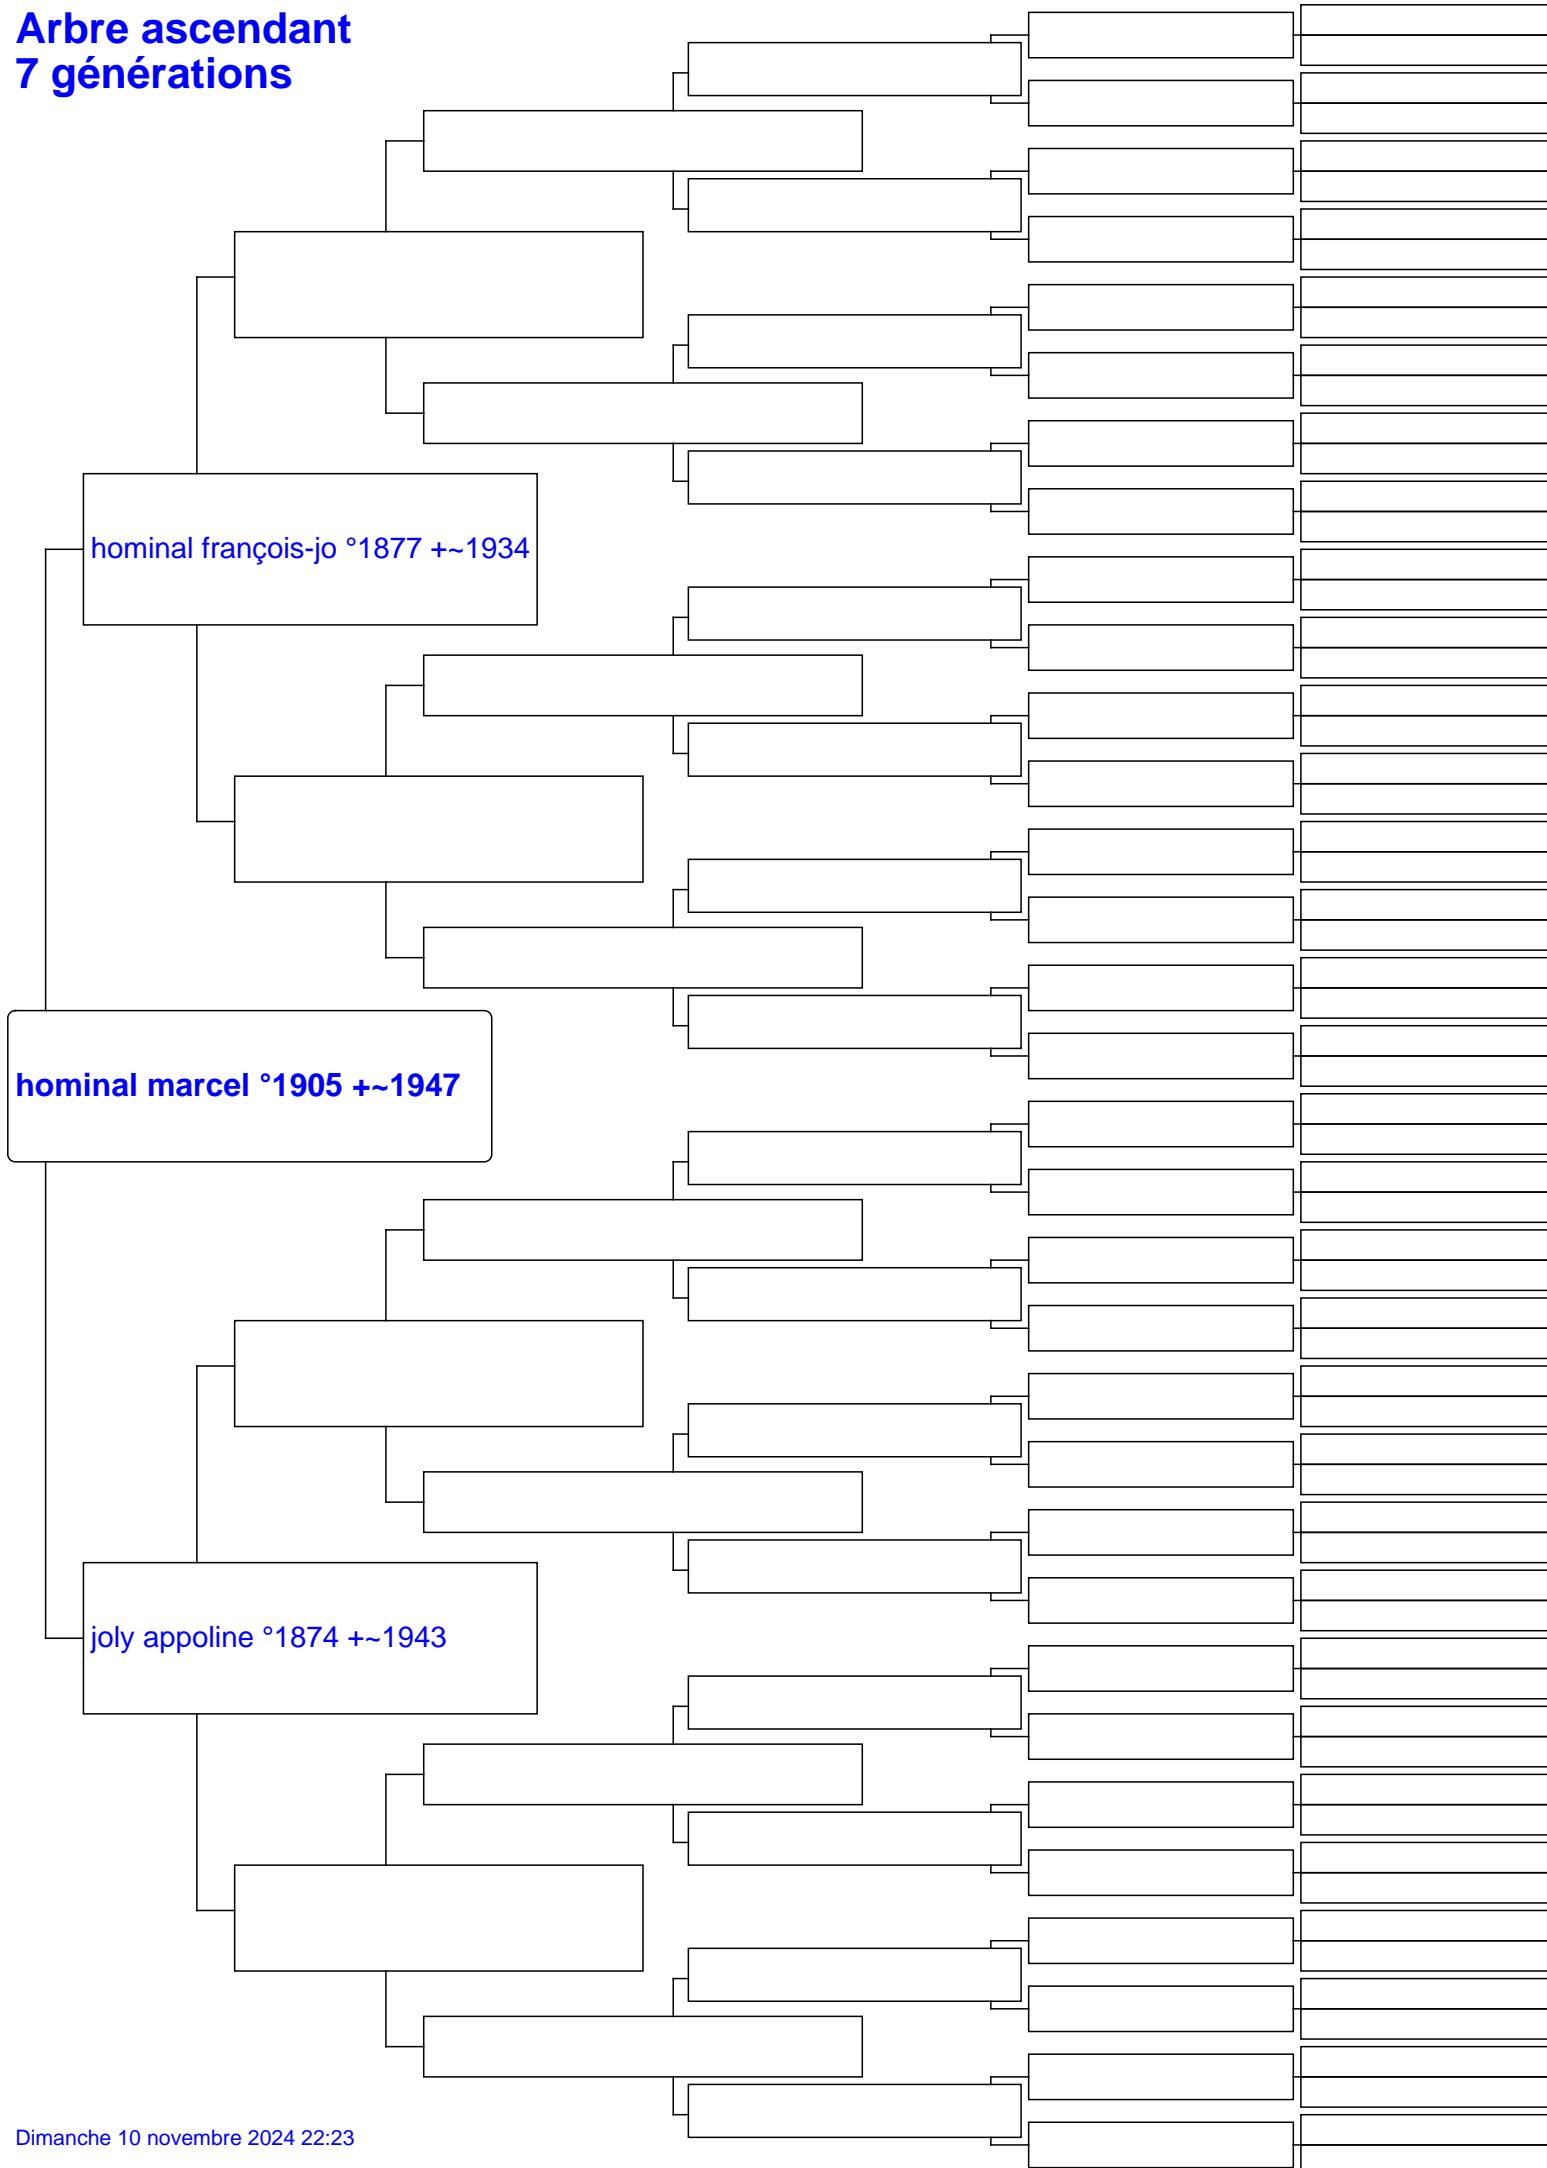 Arbre ascendant
7 générations
hominal françois-jo °1877 +~1934
hominal marcel °1905 +~1947
joly appoline °1874 +~1943
Dimanche 10 novembre 2024 22:23